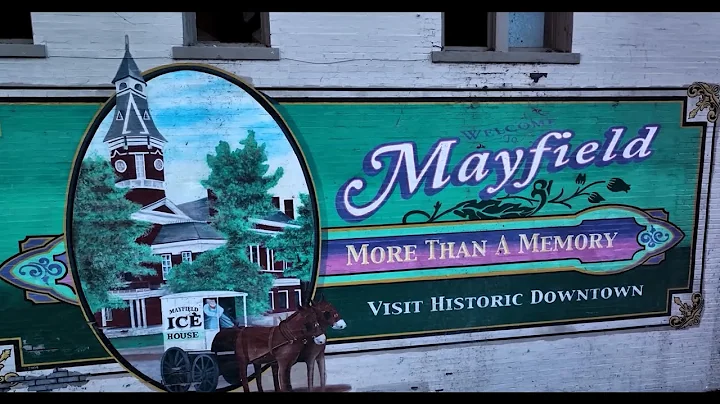 WELCOME
TO
Mayfield
MORE THAN A MEMORY
VISIT HISTORIC DOWNTOWN
MAYFIELD
ICE
HOUSE